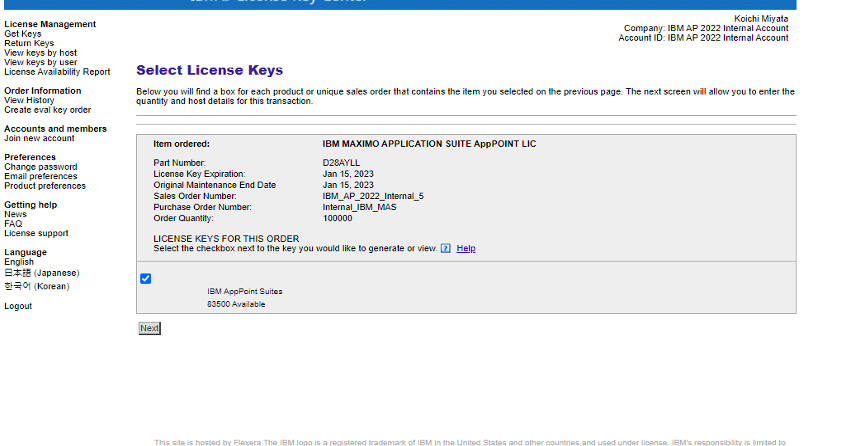 IBM AP License Key Center
Koichi Miyata
Company: IBM AP 2022 Internal Account
Account ID: IBM AP 2022 Internal Account
License Management
Get Keys
Return Keys
View keys by host
View keys by user
License Availability Report
Order Information
View History
Create eval key order
Accounts and members
Join new account
Preferences
Change password
Email preferences
Product preferences
Getting help
News
FAQ
License support
Language
English
日本語 (Japanese)
한국어 (Korean)
Logout
Select License Keys
Below you will find a box for each product or unique sales order that contains the item you selected on the previous page. The next screen will allow you to enter the
quantity and host details for this transaction.
Item ordered: IBM MAXIMO APPLICATION SUITE AppPOINT LIC
Part Number: D28AYLL
License Key Expiration: Jan 15, 2023
Original Maintenance End Date Jan 15, 2023
Sales Order Number: IBM_AP_2022_Internal_5
Purchase Order Number: Internal_IBM_MAS
Order Quantity: 100000
LICENSE KEYS FOR THIS ORDER
Select the checkbox next to the key you would like to generate or view. ? Help
IBM AppPoint Suites
83500 Available
Next
This site is hosted by Flexera The IBM logo is a registered trademark of IBM in the United States and other countries and used under license. IBM's responsibility is limited to